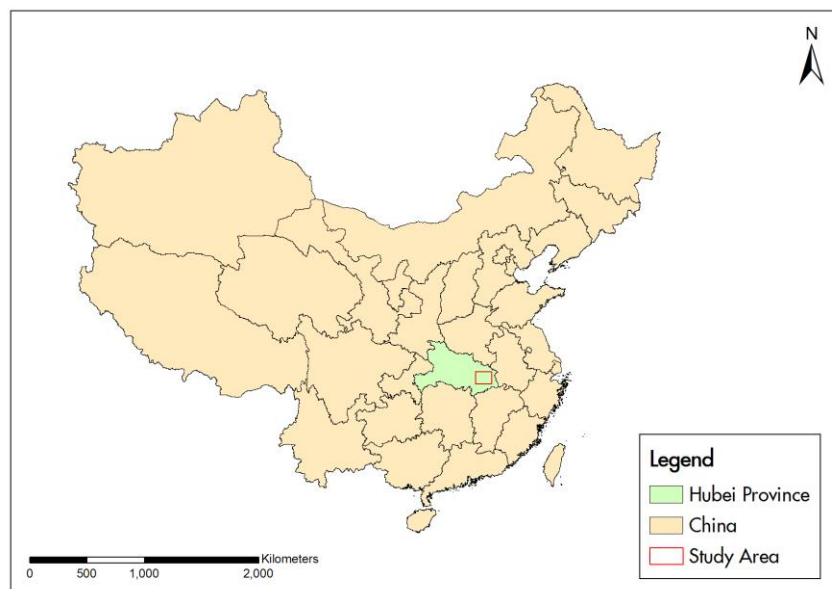 N
Legend
Hubei Province
China
Study Area
Kilometers
0 500 1,000 2,000